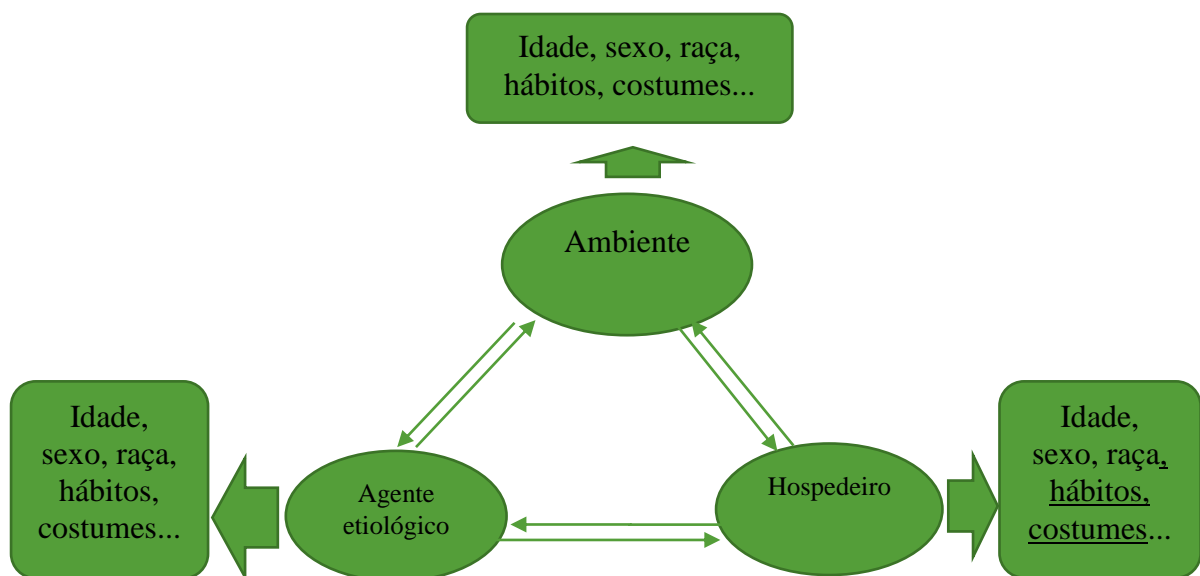 Idade, sexo, raça,
hábitos, costumes...
Ambiente
Idade,
sexo, raça,
hábitos,
costumes...
Agente
etiológico
Hospedeiro
Idade,
sexo, raça,
hábitos,
costumes...